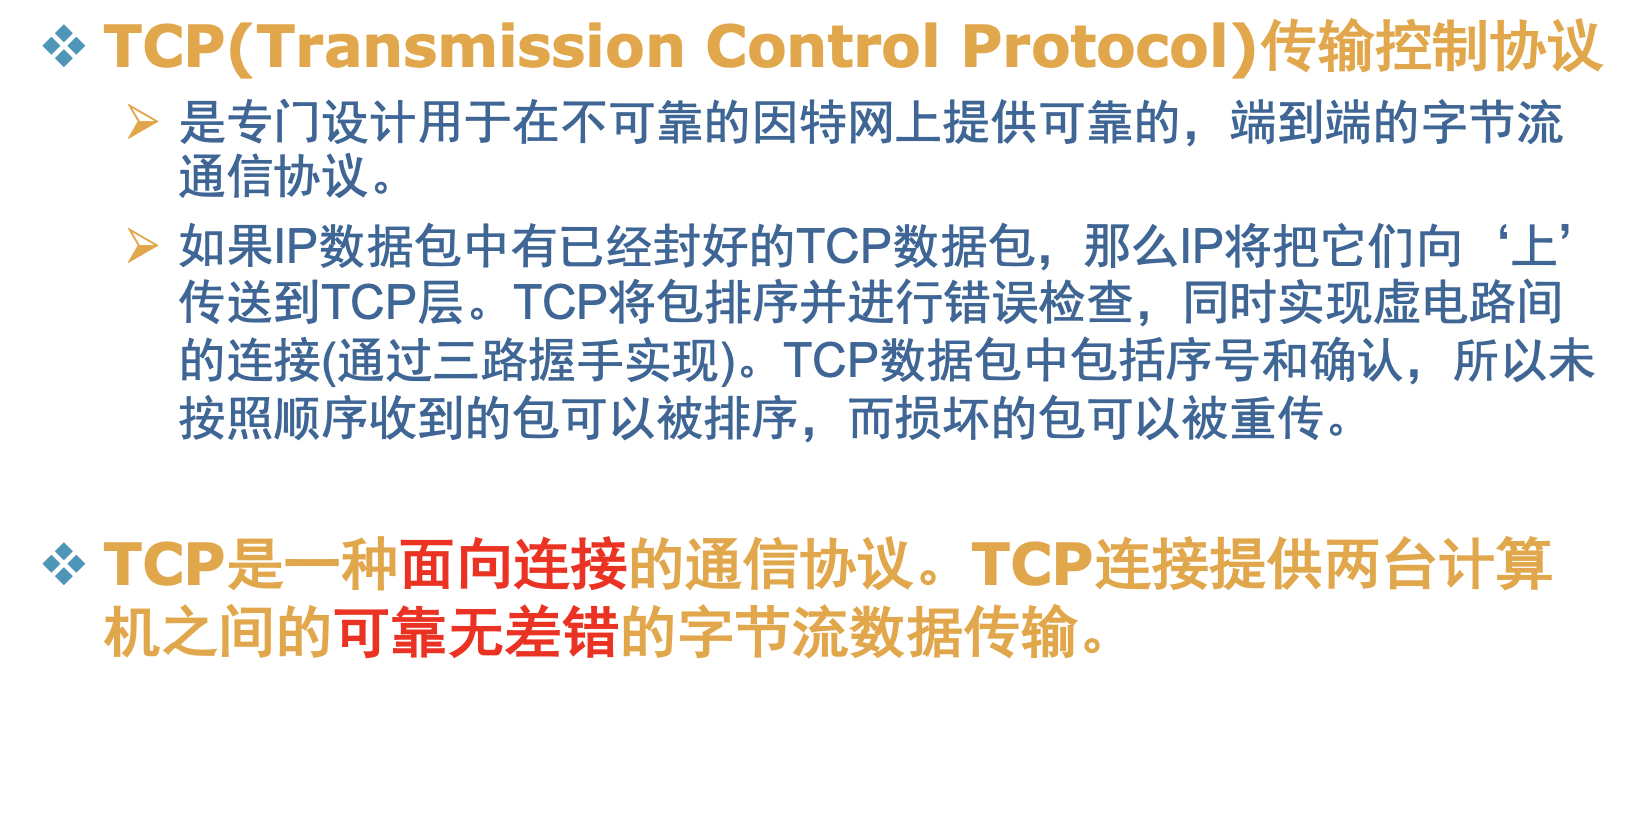 TCP(Transmission Control Protocol)传输控制协议
是专门设计用于在不可靠的因特网上提供可靠的，端到端的字节流
通信协议。
如果IP数据包中有已经封好的TCP数据包，那么IP将把它们向‘上’
传送到TCP层。TCP将包排序并进行错误检查，同时实现虚电路间
的连接(通过三路握手实现)。TCP数据包中包括序号和确认，所以未
按照顺序收到的包可以被排序，而损坏的包可以被重传。
TCP是一种面向连接的通信协议。TCP连接提供两台计算
机之间的可靠无差错的字节流数据传输。